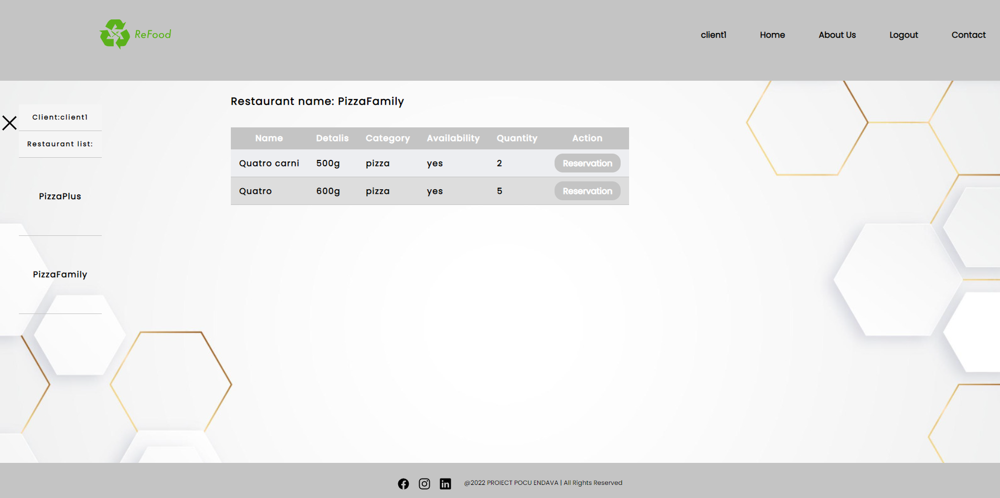 ReFood
client1 Home About Us Logout Contact
Client:client1
Restaurant list:
PizzaPlus
PizzaFamily
Restaurant name: PizzaFamily
Name Detalis Category Availability Quantity Action
Quatro carni 500g pizza yes 2 Reservation
Quatro 600g pizza yes 5 Reservation
@2022 PROIECT POCU ENDAVA | All Rights Reserved